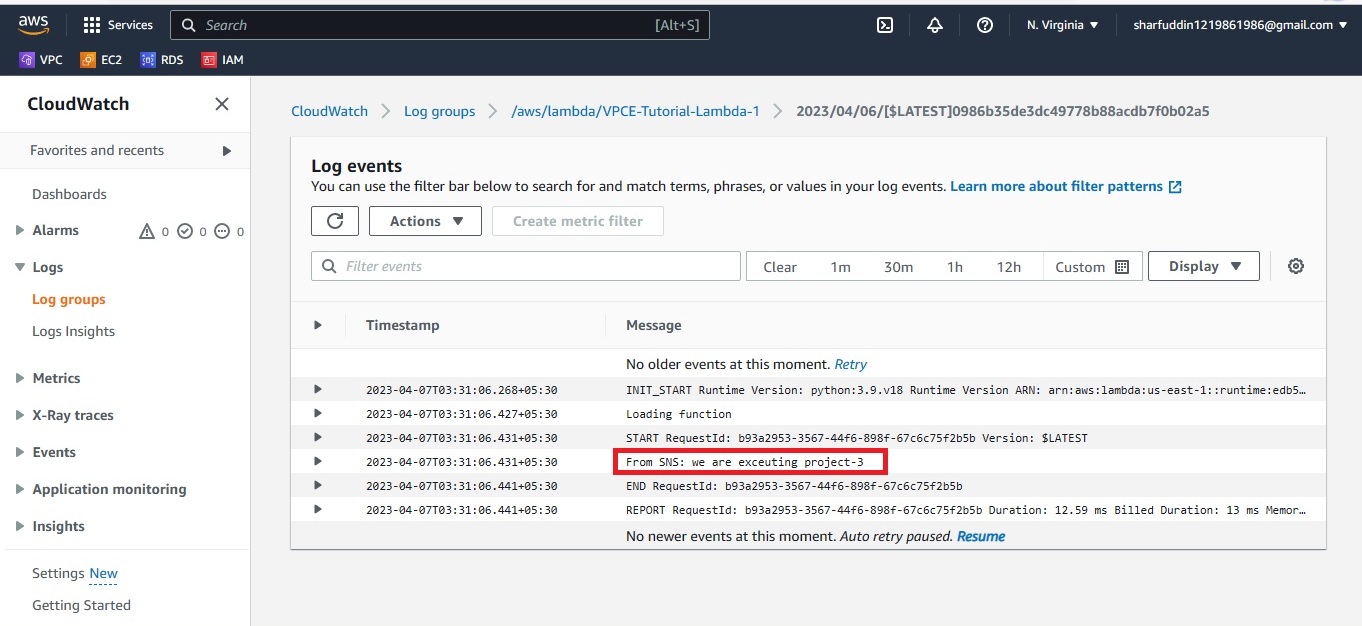 aws Services Search [Alt+S] N. Virginia sharfuddin1219861986@gmail.com
VPC EC2 RDS IAM
CloudWatch
Favorites and recents
Dashboards
Alarms 0 0 0
Logs
Log groups
Logs Insights
Metrics
X-Ray traces
Events
Application monitoring
Insights
Settings New
Getting Started
CloudWatch Log groups /aws/lambda/VPCE-Tutorial-Lambda-1 2023/04/06/[$LATEST]0986b35de3dc49778b88acdb7f0b02a5
Log events
You can use the filter bar below to search for and match terms, phrases, or values in your log events. Learn more about filter patterns
Actions Create metric filter
Filter events Clear 1m 30m 1h 12h Custom Display
Timestamp Message
No older events at this moment. Retry
2023-04-07T03:31:06.268+05:30 INIT_START Runtime Version: python:3.9.v18 Runtime Version ARN: arn:aws:lambda:us-east-1::runtime:edb5…
2023-04-07T03:31:06.427+05:30 Loading function
2023-04-07T03:31:06.431+05:30 START RequestId: b93a2953-3567-44f6-898f-67c6c75f2b5b Version: $LATEST
2023-04-07T03:31:06.431+05:30 From SNS: we are exceuting project-3
2023-04-07T03:31:06.441+05:30 END RequestId: b93a2953-3567-44f6-898f-67c6c75f2b5b
2023-04-07T03:31:06.441+05:30 REPORT RequestId: b93a2953-3567-44f6-898f-67c6c75f2b5b Duration: 12.59 ms Billed Duration: 13 ms Memor…
No newer events at this moment. Auto retry paused. Resume